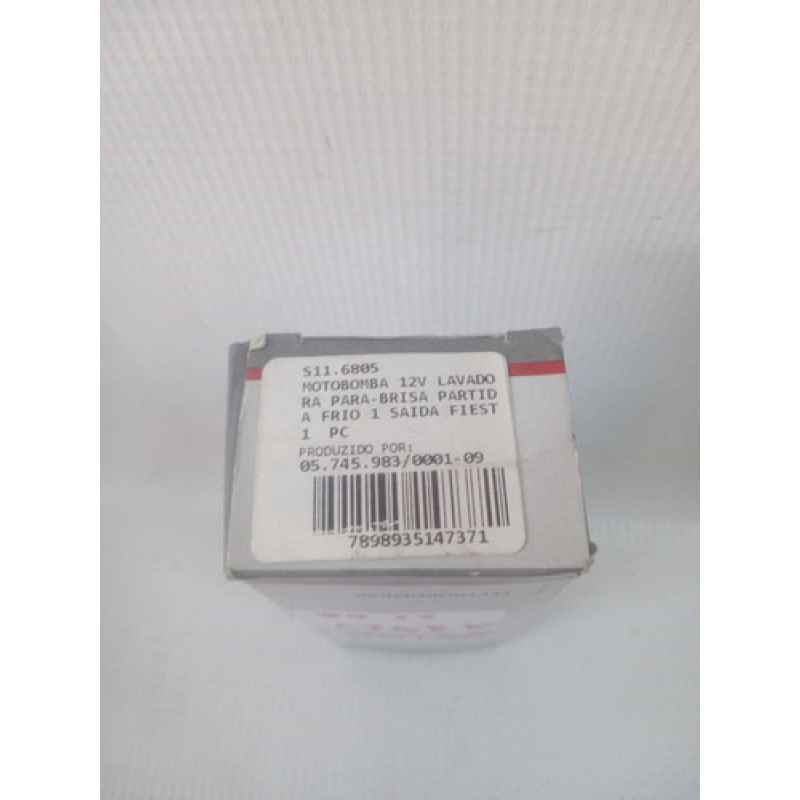 S11.6805
MOTOBOMBA 12V LAVADO
RA PARA-BRISA PARTID
A FRIO 1 SAIDA FIEST
1 PC
PRODUZIDO POR:
05.745.983/0001-09
7898935147371